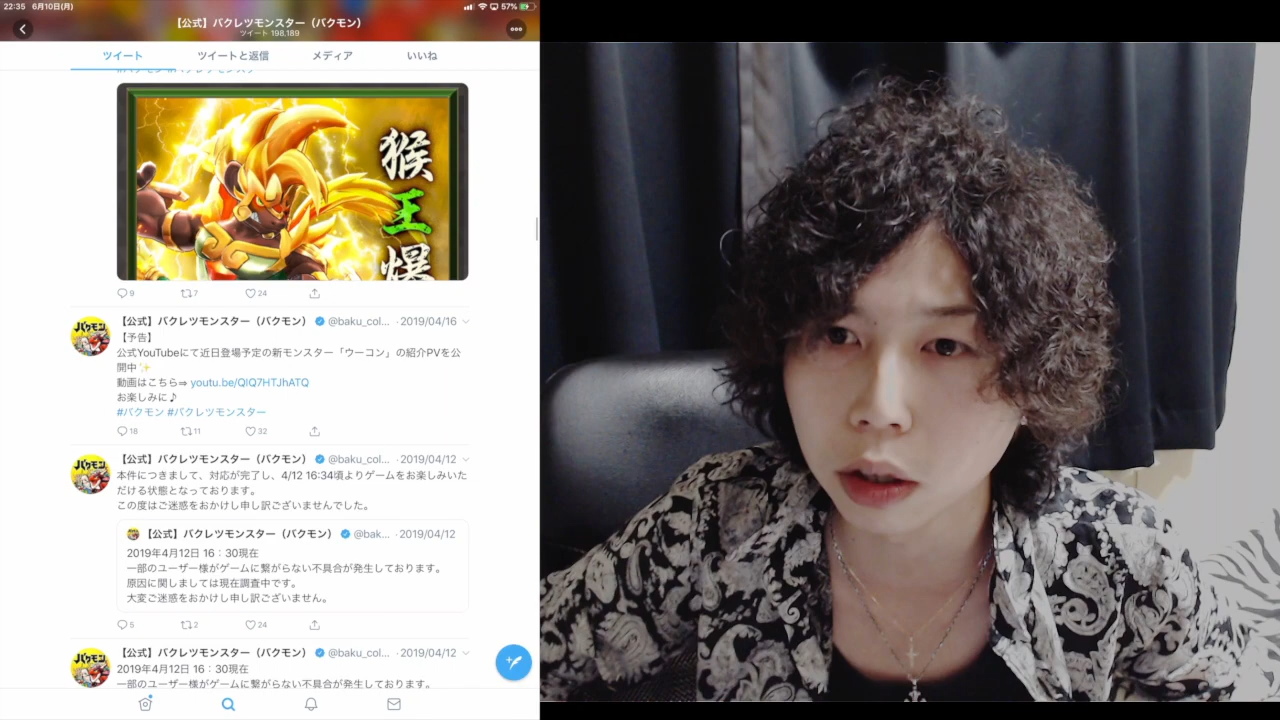 22:35 6月10日(月)
57%
【公式】バクレツモンスター（バクモン）
ツイート 198,189
ツイート
ツイートと返信
メディア
いいね
猴
王
爆
9
7
24
バクモン
【公式】バクレツモンスター（バクモン） @baku_col... ・2019/04/16
【予告】
公式YouTubeにて近日登場予定の新モンスター「ウーコン」の紹介PVを公
開中✨
動画はこちら⇒ youtu.be/QlQ7HTJhATQ
お楽しみに♪
#バクモン #バクレツモンスター
18
11
32
バクモン
【公式】バクレツモンスター（バクモン） @baku_col... ・2019/04/12
本件につきまして、対応が完了し、4/12 16:34頃よりゲームをお楽しみいた
だける状態となっております。
この度はご迷惑をおかけし申し訳ございませんでした。
【公式】バクレツモンスター（バクモン） @bak... ・2019/04/12
2019年4月12日 16：30現在
一部のユーザー様がゲームに繋がらない不具合が発生しております。
原因に関しましては現在調査中です。
大変ご迷惑をおかけし申し訳ございません。
5
2
24
バクモン
【公式】バクレツモンスター（バクモン） @baku_col... ・2019/04/12
2019年4月12日 16：30現在
一部のユーザー様がゲームに繋がらない不具合が発生しております。